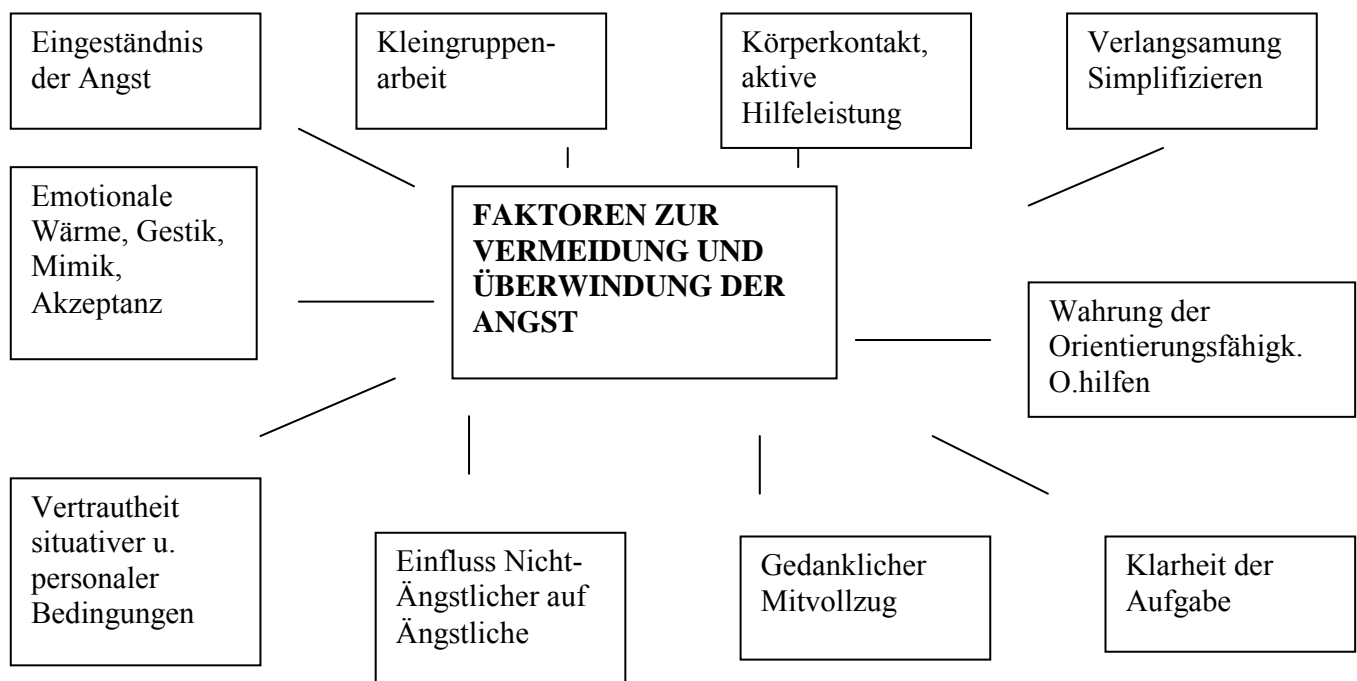 Eingeständnis
der Angst
Kleingruppen-
arbeit
Körperkontakt,
aktive
Hilfeleistung
Verlangsamung
Simplifizieren
Emotionale
Wärme, Gestik,
Mimik,
Akzeptanz
FAKTOREN ZUR
VERMEIDUNG UND
ÜBERWINDUNG DER
ANGST
Wahrung der
Orientierungsfähigk.
O.hilfen
Vertrautheit
situativer u.
personaler
Bedingungen
Einfluss Nicht-
Ängstlicher auf
Ängstliche
Gedanklicher
Mitvollzug
Klarheit der
Aufgabe